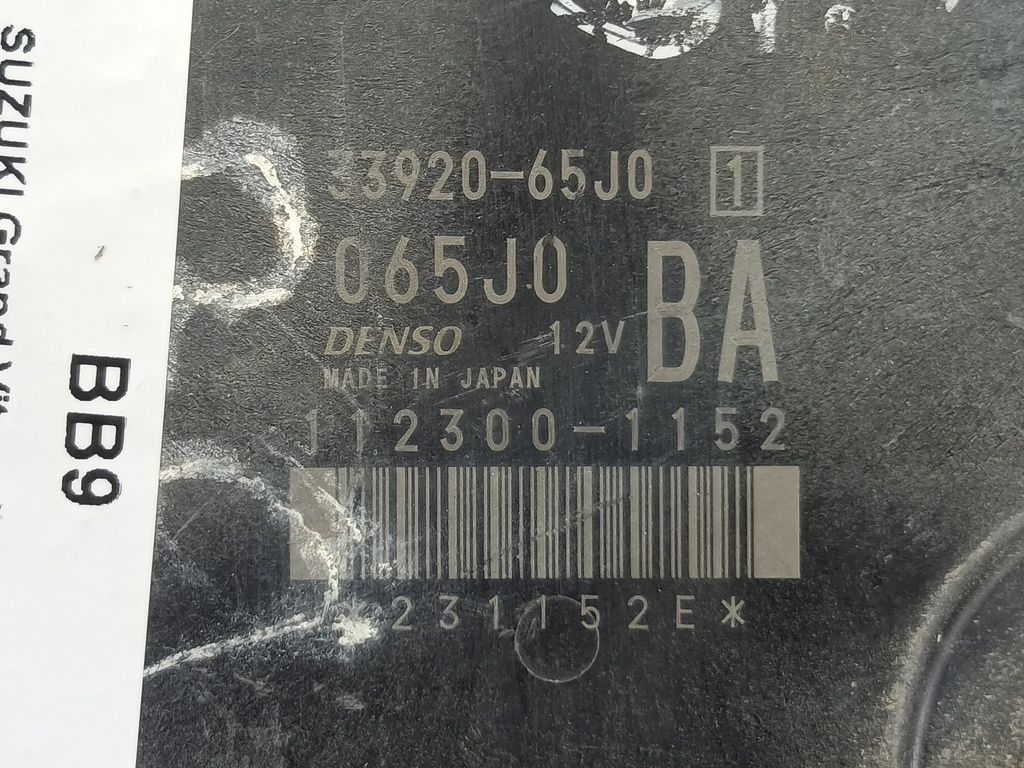 SUZUKI Grand
BB9
33920-65J0 1
065J0 BA
DENSO 12V
MADE IN JAPAN
112300-1152
*231152E*